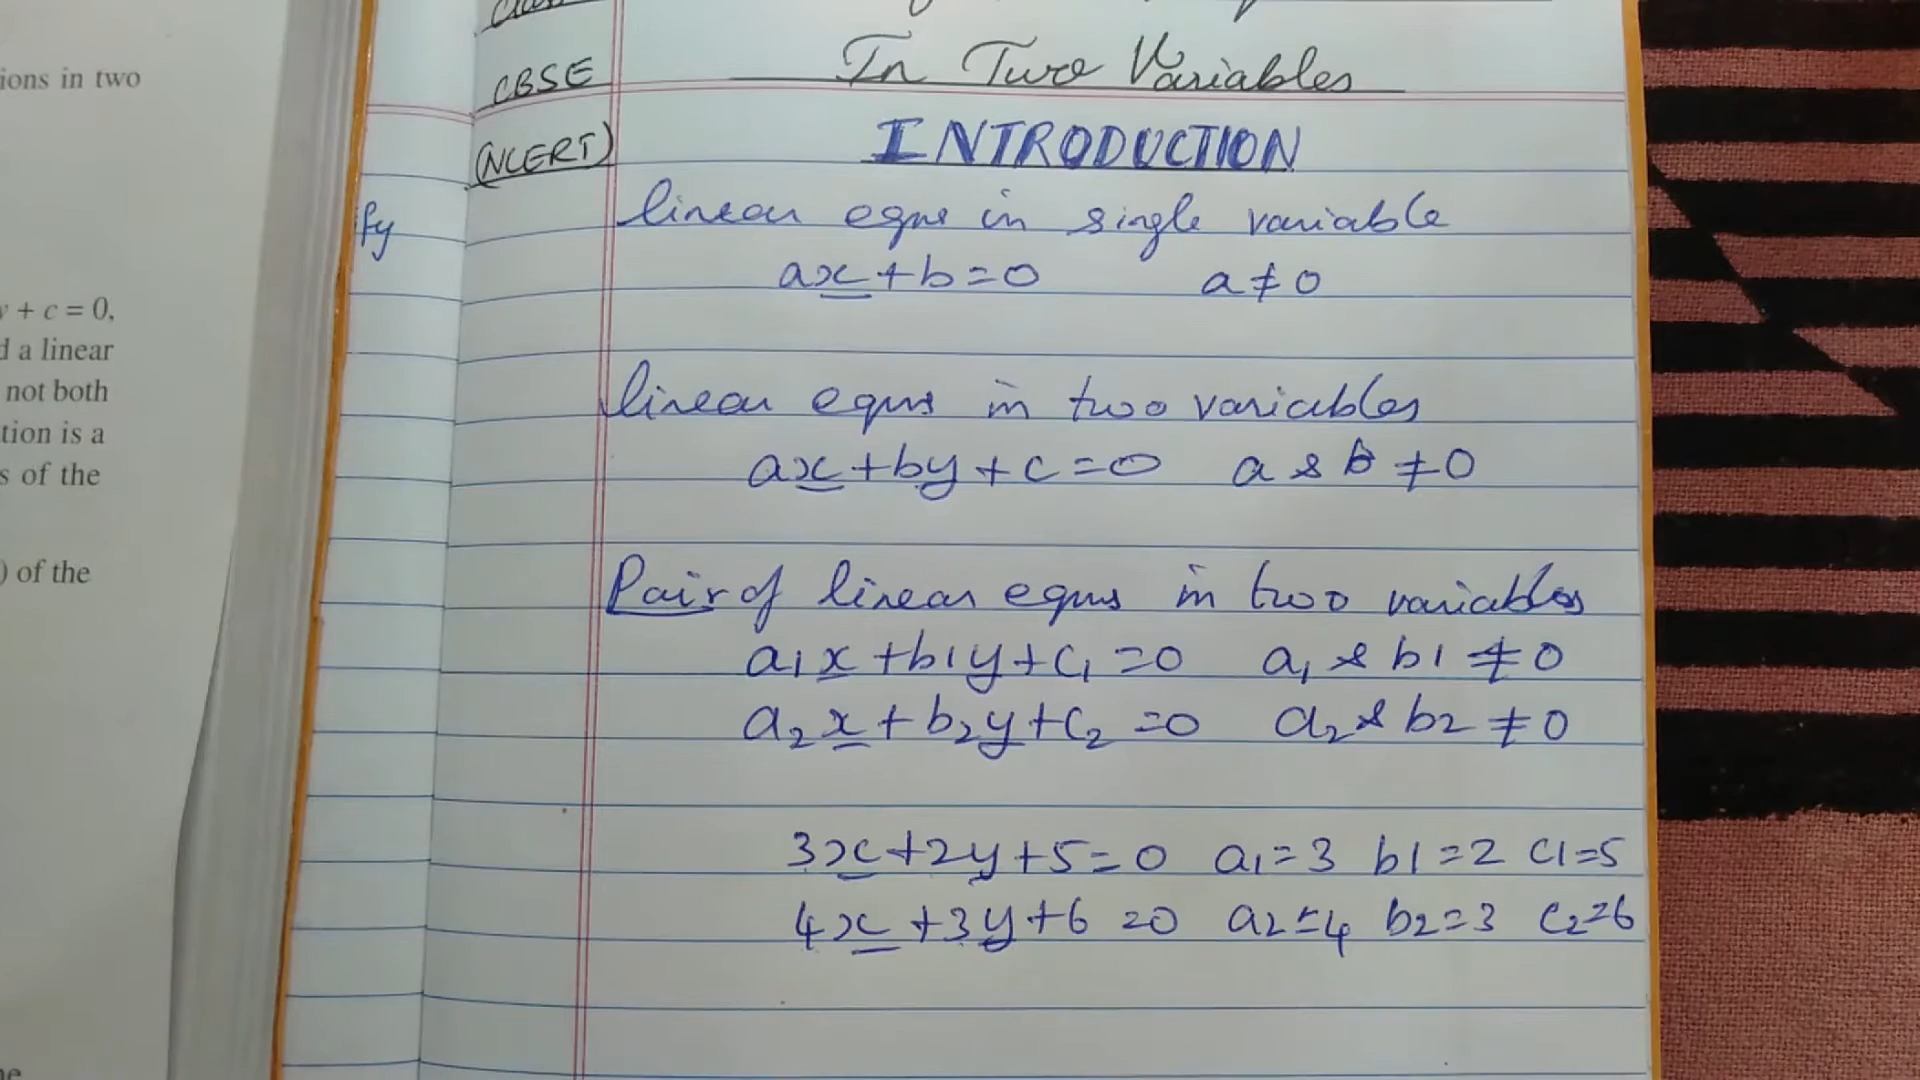 ions in two
+ c = 0,
a linear
not both
tion is a
s of the
) of the
fy
CBSE
(NCERT)
In Two Variables
INTRODUCTION
linear eqns in single variable
ax+b=0 a≠0
linear eqns in two variables
ax+by+c=0 a & b ≠0
Pair of linear eqns in two variables
a1x+b1y+c1=0 a1 & b1 ≠0
a2x+b2y+c2=0 a2 & b2 ≠0
3x+2y+5=0 a1=3 b1=2 c1=5
4x+3y+6=0 a2=4 b2=3 c2=6